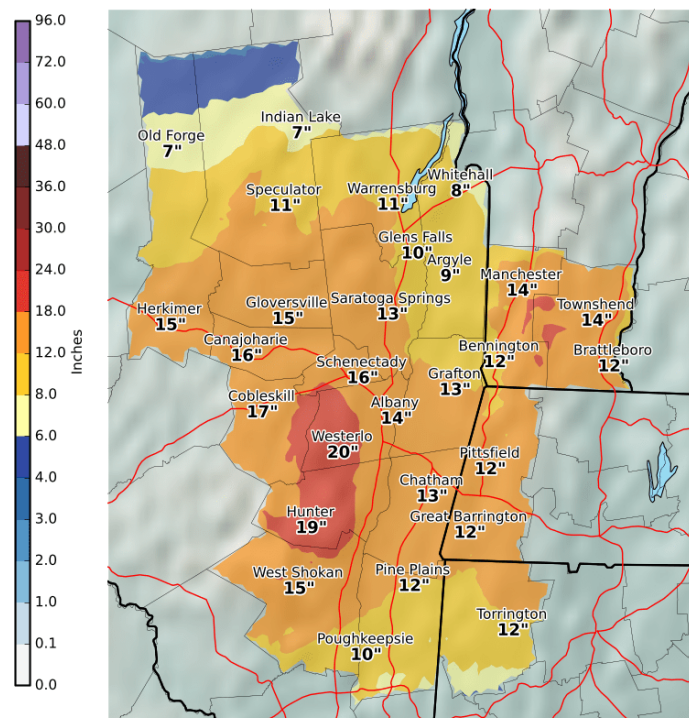 96.0
72.0
60.0
48.0
36.0
30.0
24.0
18.0
12.0
8.0
6.0
4.0
3.0
2.0
1.0
0.1
0.0
Inches
Indian Lake
7"
Old Forge
7"
Whitehall
8"
Speculator
11"
Warrensburg
11"
Glens Falls
10"
Argyle
9"
Manchester
14"
Herkimer
15"
Gloversville
15"
Saratoga Springs
13"
Townshend
14"
Canajoharie
16"
Bennington
12"
Brattleboro
12"
Schenectady
16"
Grafton
13"
Cobleskill
17"
Albany
14"
Westerlo
20"
Pittsfield
12"
Chatham
13"
Hunter
19"
Great Barrington
12"
West Shokan
15"
Pine Plains
12"
Torrington
12"
Poughkeepsie
10"